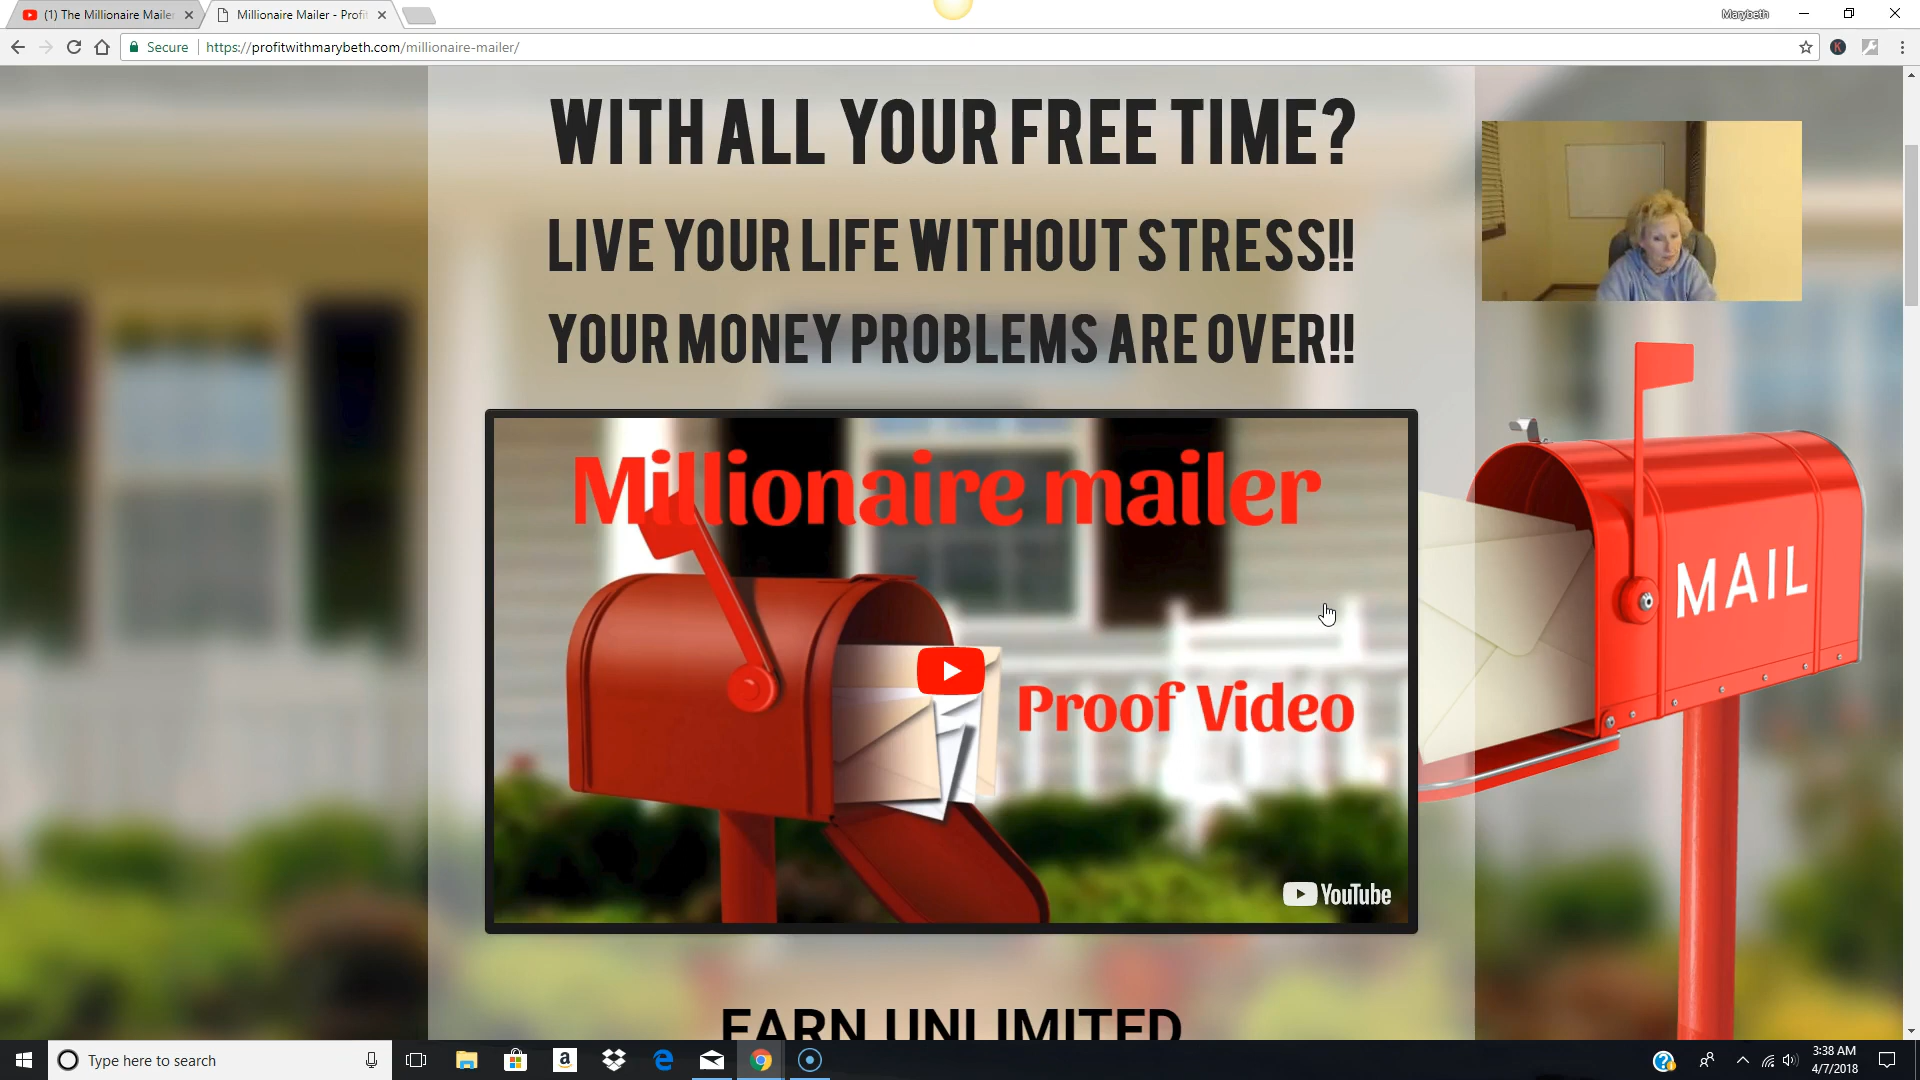 (1) The Millionaire Mailer
Millionaire Mailer - Profit
Marybeth
Secure
https://profitwithmarybeth.com/millionaire-mailer/
K
WITH ALL YOUR FREE TIME?
LIVE YOUR LIFE WITHOUT STRESS!!
YOUR MONEY PROBLEMS ARE OVER!!
Millionaire mailer
Proof Video
YouTube
MAIL
EARN UNLIMITED
Type here to search
a
3:38 AM
4/7/2018